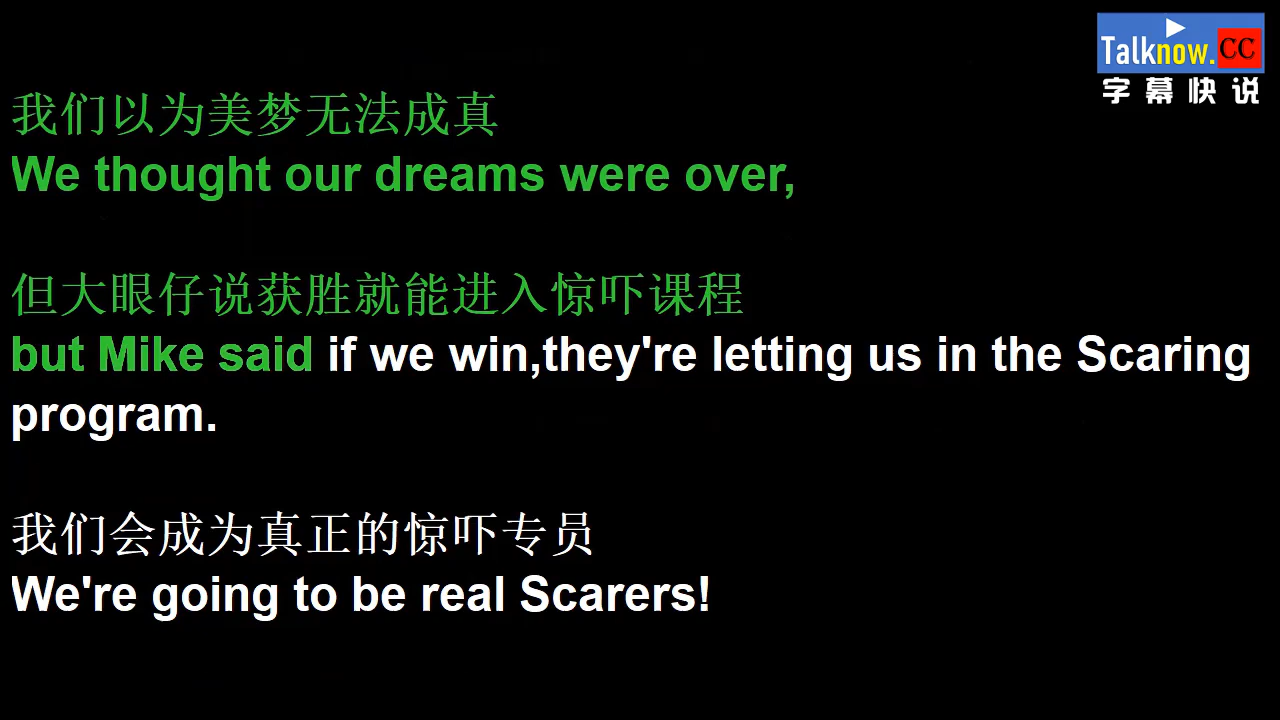 Talknow.CC
字幕快说
我们以为美梦无法成真
We thought our dreams were over,
但大眼仔说获胜就能进入惊吓课程
but Mike said if we win,they're letting us in the Scaring
program.
我们会成为真正的惊吓专员
We're going to be real Scarers!